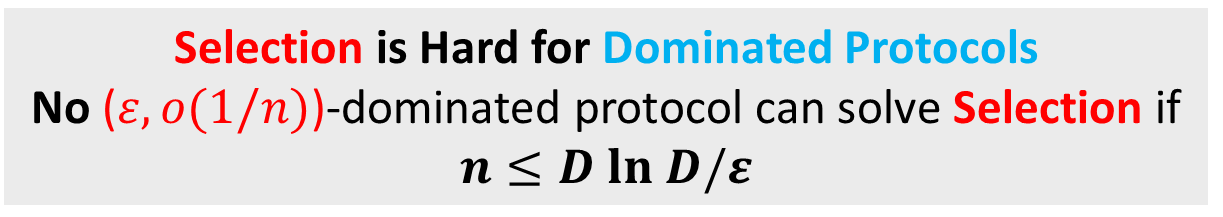 Selection is Hard for Dominated Protocols
No (ε, o(1/n))-dominated protocol can solve Selection if
n ≤ D ln D/ε